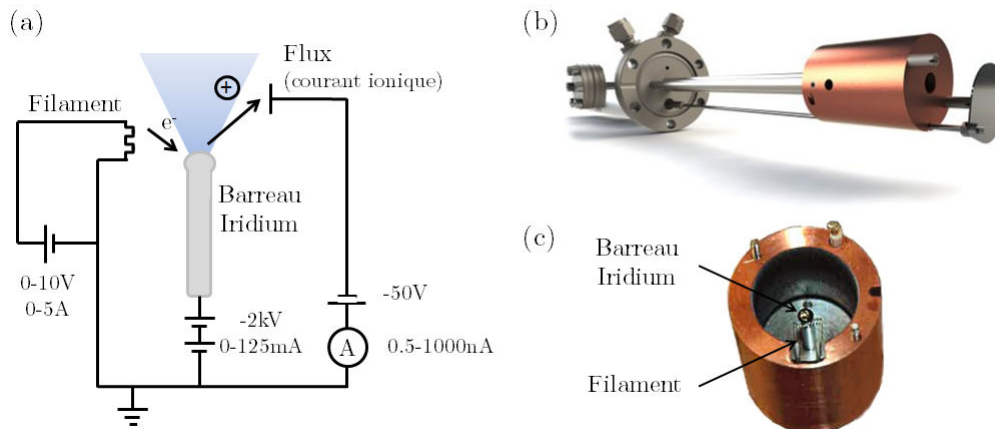 (a)
Flux
(courant ionique)
+
Filament
e-
Barreau
Iridium
0-10V
0-5A
-2kV
0-125mA
-50V
A
0.5-1000nA
(b)
(c)
Barreau
Iridium
Filament